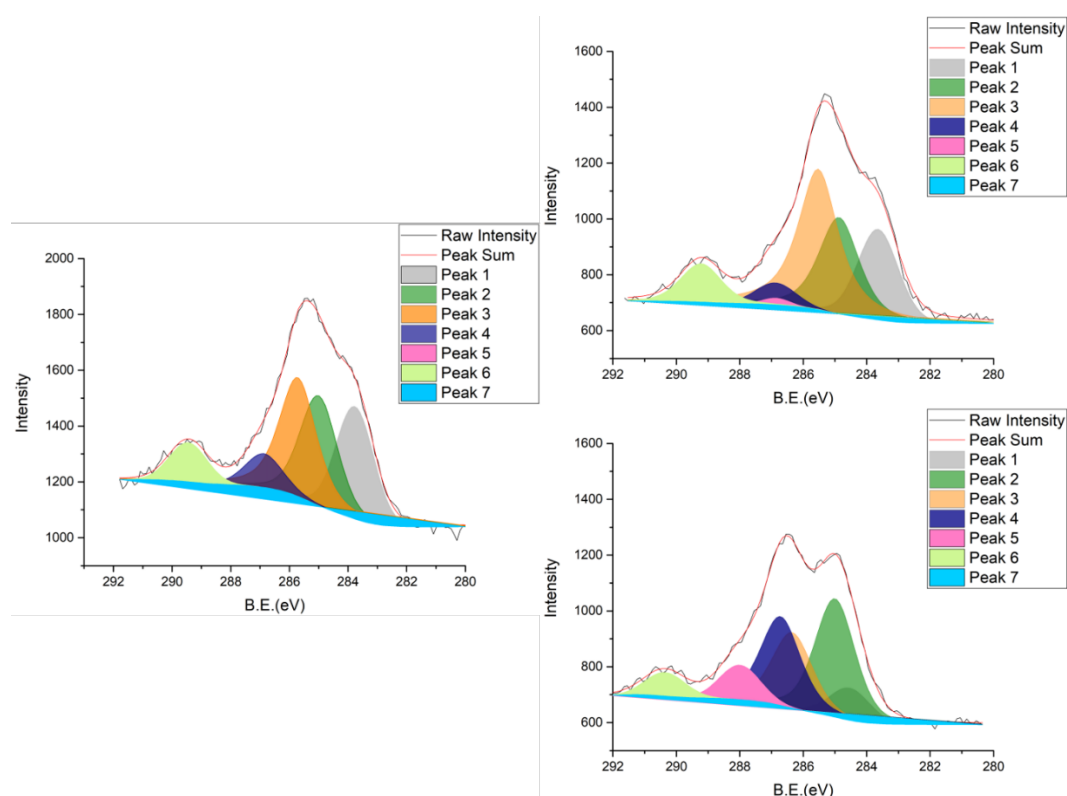 2000
1800
1600
1400
1200
1000
Intensity
292 290 288 286 284 282 280
B.E.(eV)
Raw Intensity
Peak Sum
Peak 1
Peak 2
Peak 3
Peak 4
Peak 5
Peak 6
Peak 7
1600
1400
1200
1000
800
600
Intensity
292 290 288 286 284 282 280
B.E.(eV)
Raw Intensity
Peak Sum
Peak 1
Peak 2
Peak 3
Peak 4
Peak 5
Peak 6
Peak 7
1600
1400
1200
1000
800
600
Intensity
292 290 288 286 284 282 280
B.E.(eV)
Raw Intensity
Peak Sum
Peak 1
Peak 2
Peak 3
Peak 4
Peak 5
Peak 6
Peak 7